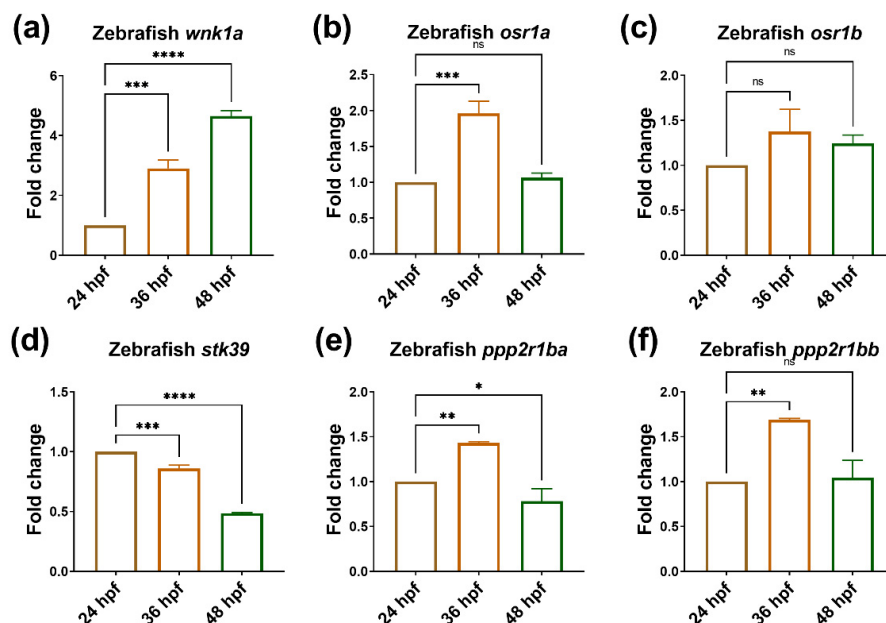 (a)
Zebrafish wnk1a
****
***
Fold change
6
4
2
0
24 hpf
36 hpf
48 hpf
(b)
Zebrafish osr1a
ns
***
Fold change
2.5
2.0
1.5
1.0
0.5
0.0
24 hpf
36 hpf
48 hpf
(c)
Zebrafish osr1b
ns
ns
Fold change
2.0
1.5
1.0
0.5
0.0
24 hpf
36 hpf
48 hpf
(d)
Zebrafish stk39
****
***
Fold change
1.5
1.0
0.5
0.0
24 hpf
36 hpf
48 hpf
(e)
Zebrafish ppp2r1ba
*
**
Fold change
2.0
1.5
1.0
0.5
0.0
24 hpf
36 hpf
48 hpf
(f)
Zebrafish ppp2r1bb
ns
**
Fold change
2.0
1.5
1.0
0.5
0.0
24 hpf
36 hpf
48 hpf